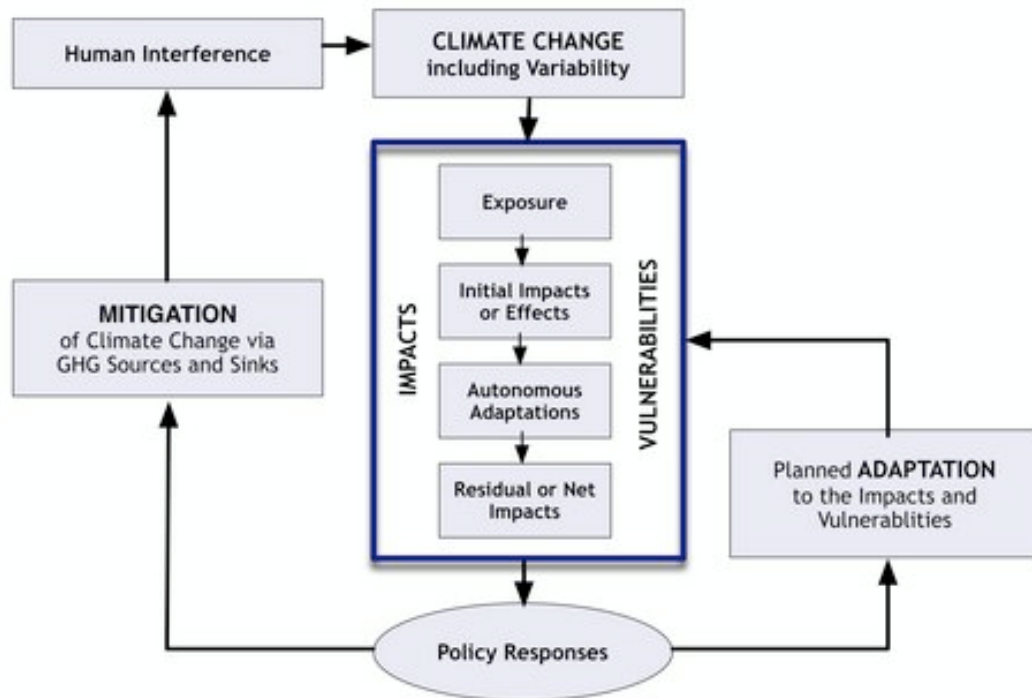 Human Interference
CLIMATE CHANGE
including Variability
Exposure
Initial Impacts
or Effects
Autonomous
Adaptations
Residual or Net
Impacts
IMPACTS
VULNERABILITIES
MITIGATION
of Climate Change via
GHG Sources and Sinks
Planned ADAPTATION
to the Impacts and
Vulnerablities
Policy Responses